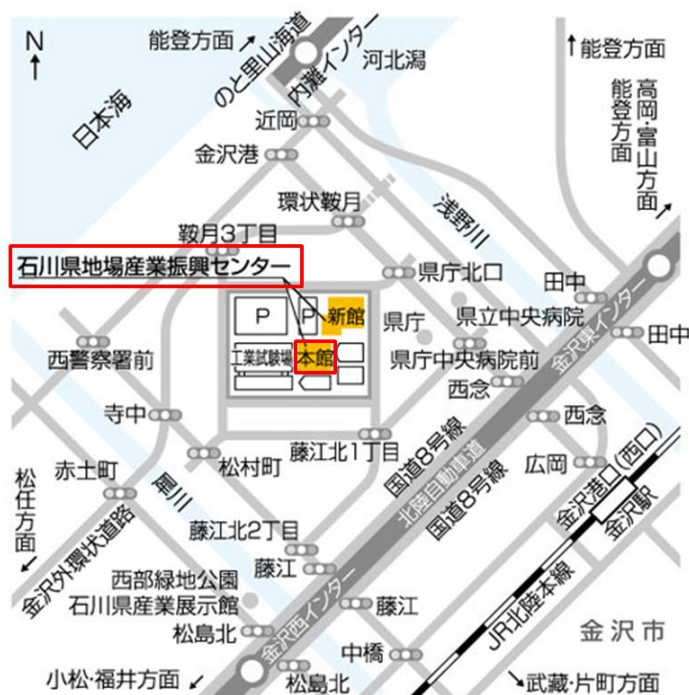 N
能登方面
のと里山海道
内灘インター
河北潟
能登方面
高岡・富山方面
能登方面
日本海
近岡
金沢港
環状鞍月
浅野川
鞍月3丁目
石川県地場産業振興センター
県庁北口
田中
金沢東インター
P
P
新館
県庁
県立中央病院
田中
西警察署前
工業試験場
本館
県庁中央病院前
西念
寺中
西念
藤江北1丁目
国道8号線
北陸自動車道
国道8号線
広岡
金沢港口(西口)
金沢駅
松任方面
赤土町
松村町
犀川
金沢外環状道路
藤江北2丁目
藤江
西部緑地公園
石川県産業展示館
藤江
JR北陸本線
金沢市
松島北
金沢西インター
中橋
小松・福井方面
松島北
武蔵・片町方面